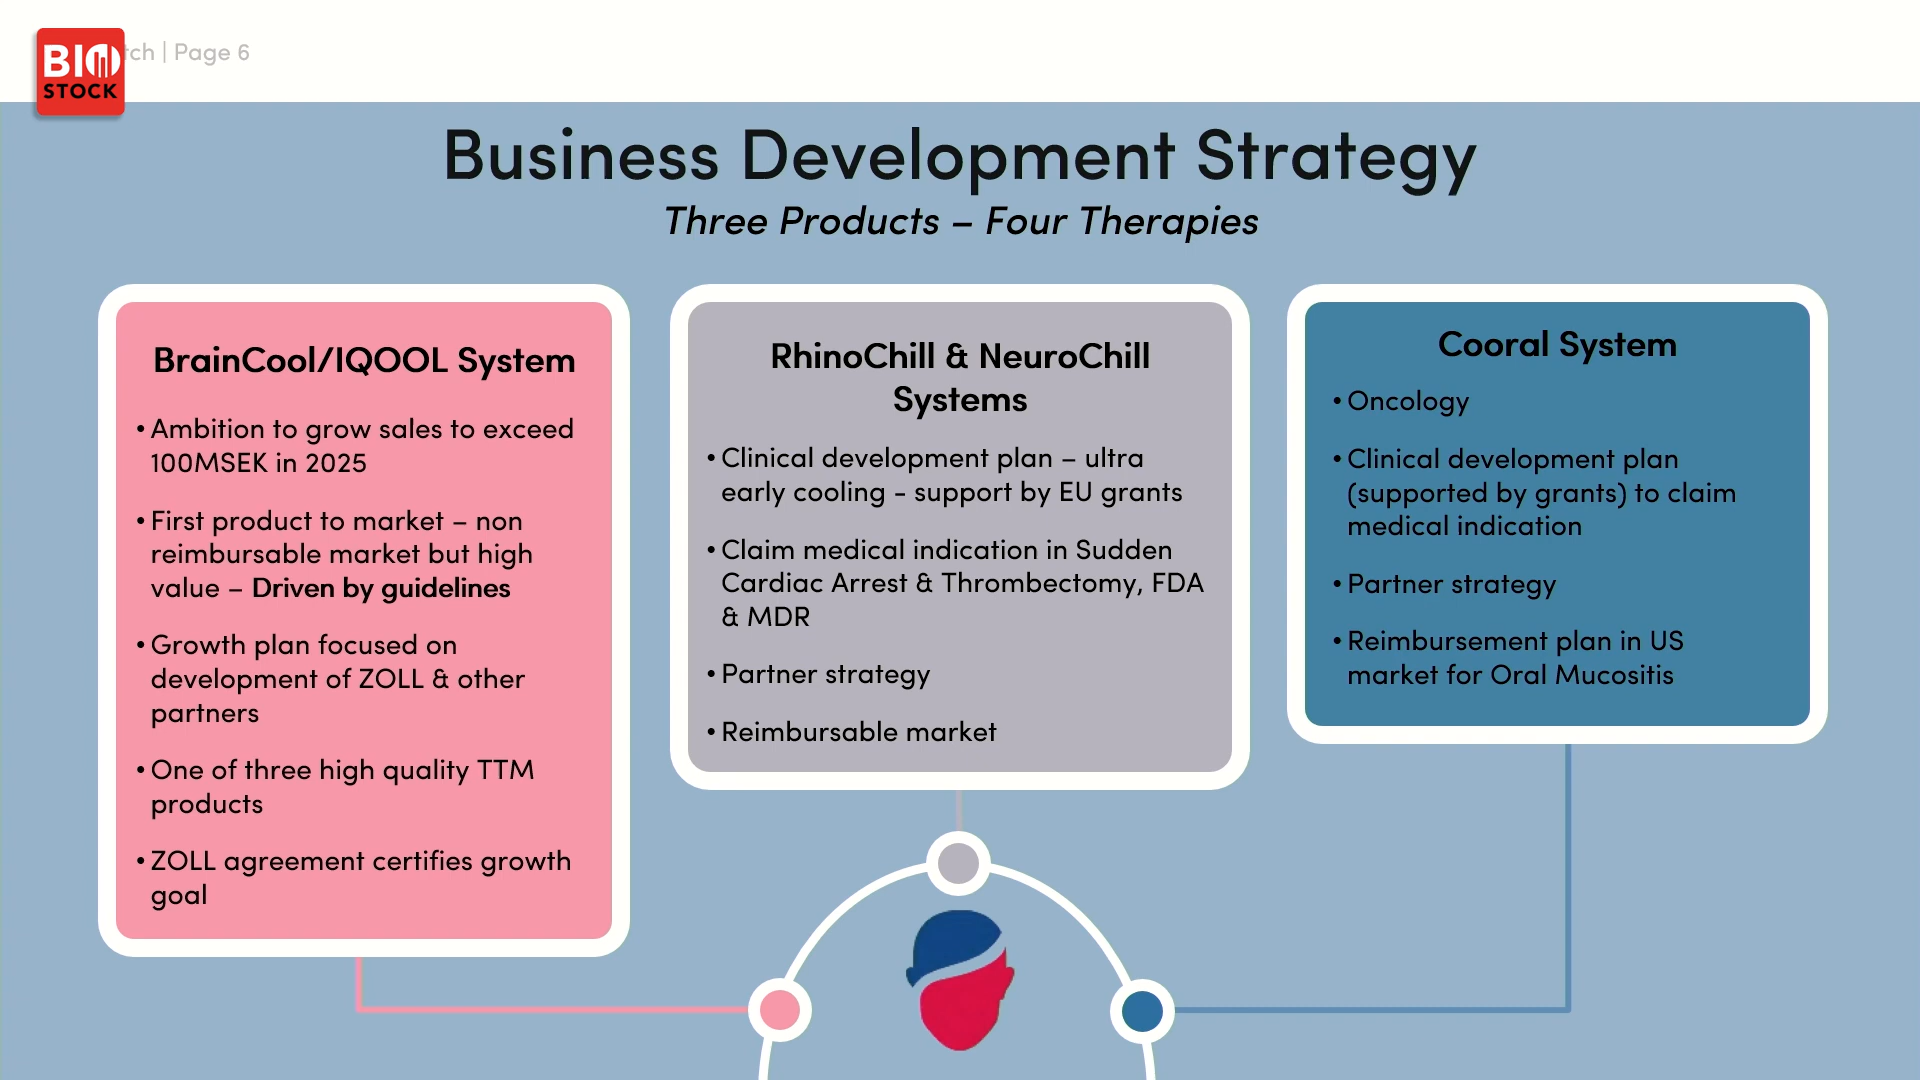 BIO
STOCK
| Page 6
Business Development Strategy
Three Products – Four Therapies
BrainCool/IQOOL System
• Ambition to grow sales to exceed
100MSEK in 2025
• First product to market – non
reimbursable market but high
value – Driven by guidelines
• Growth plan focused on
development of ZOLL & other
partners
• One of three high quality TTM
products
• ZOLL agreement certifies growth
goal
RhinoChill & NeuroChill
Systems
• Clinical development plan – ultra
early cooling - support by EU grants
• Claim medical indication in Sudden
Cardiac Arrest & Thrombectomy, FDA
& MDR
• Partner strategy
• Reimbursable market
Cooral System
• Oncology
• Clinical development plan
(supported by grants) to claim
medical indication
• Partner strategy
• Reimbursement plan in US
market for Oral Mucositis